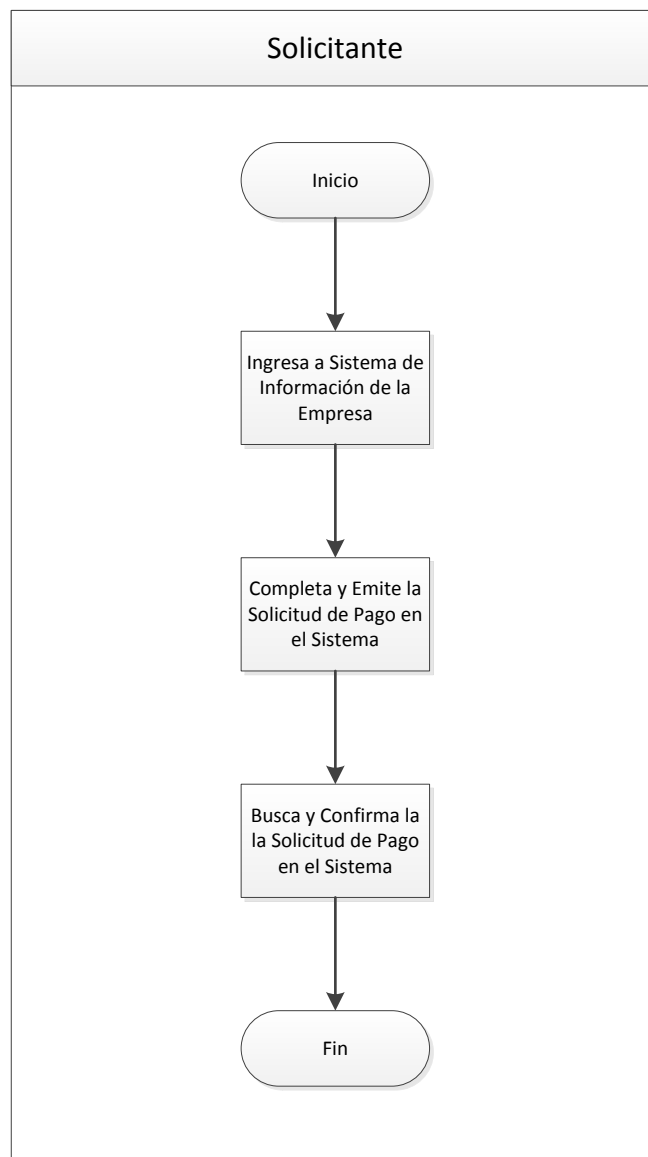 Solicitante
Inicio
Ingresa a Sistema de
Información de la
Empresa
Completa y Emite la
Solicitud de Pago en
el Sistema
Busca y Confirma la
la Solicitud de Pago
en el Sistema
Fin